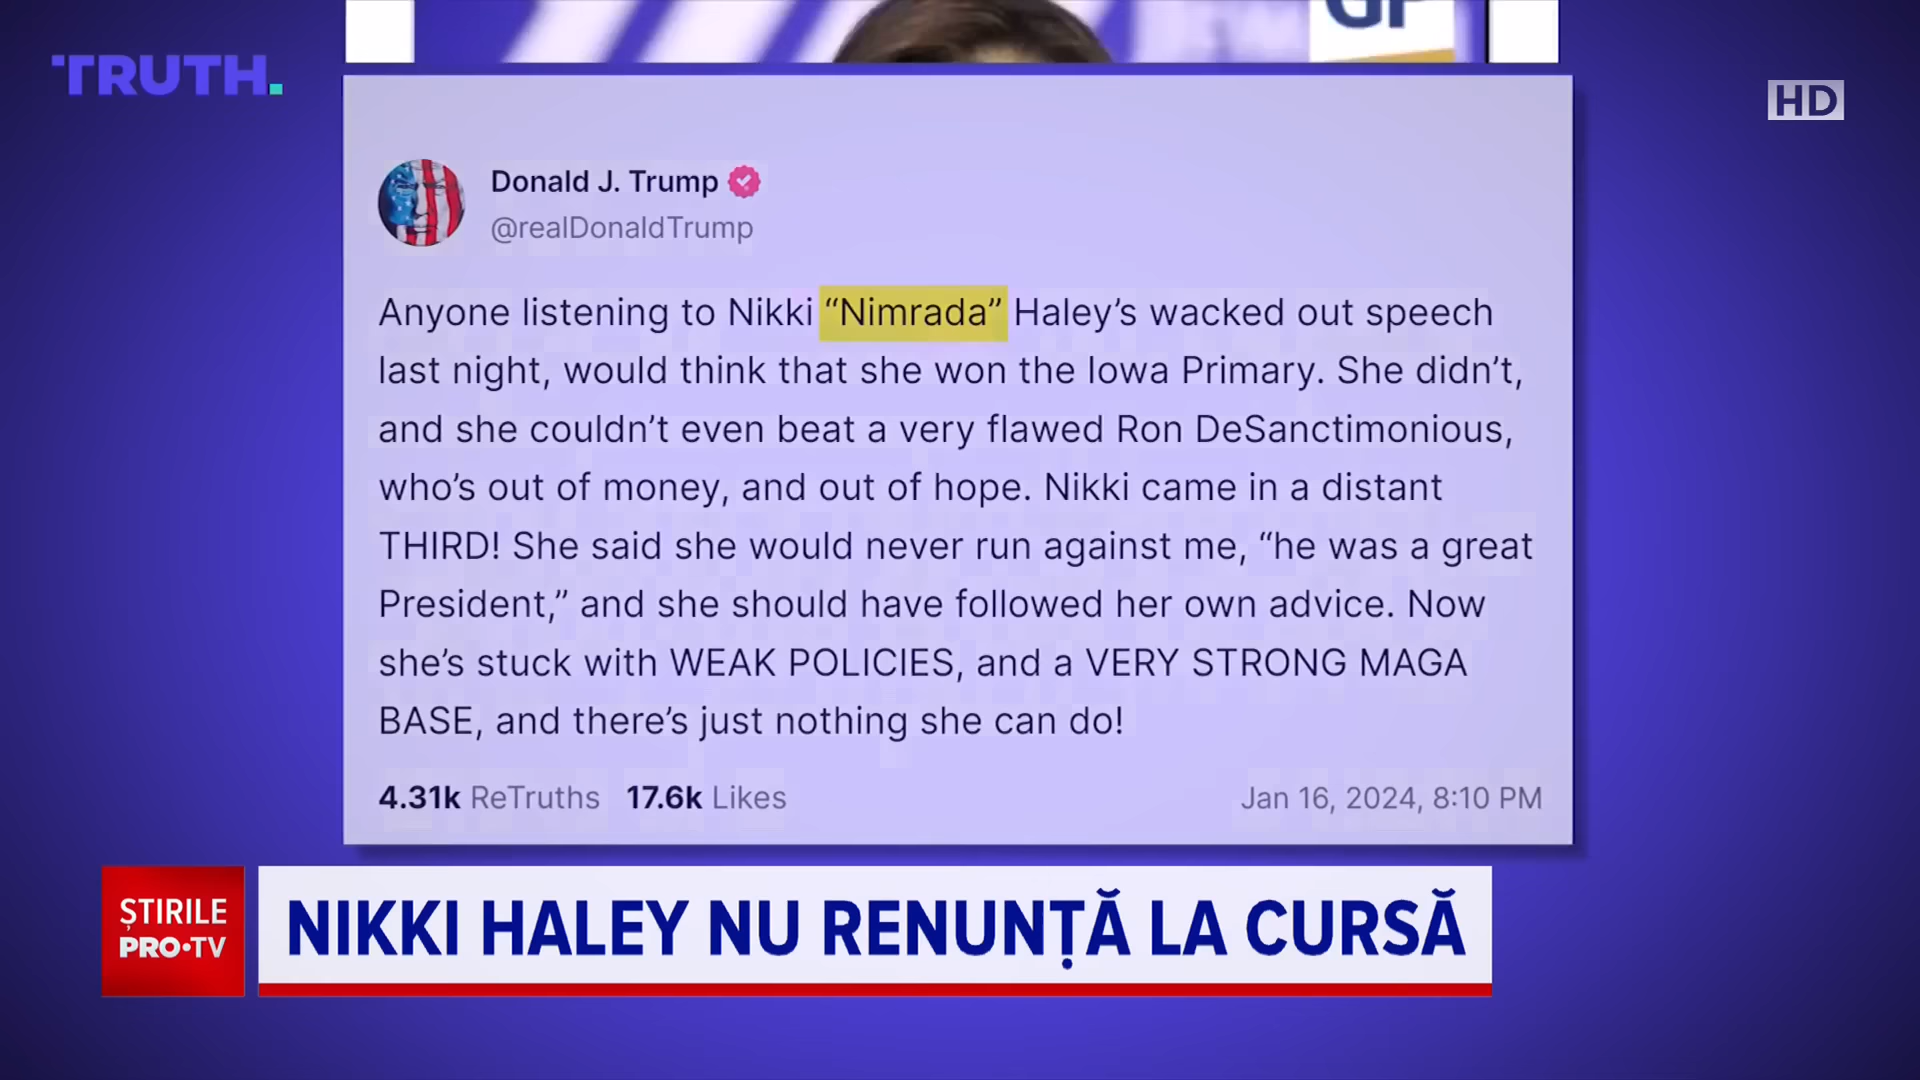 TRUTH.
HD
Donald J. Trump
@realDonaldTrump
Anyone listening to Nikki “Nimrada” Haley’s wacked out speech
last night, would think that she won the Iowa Primary. She didn’t,
and she couldn’t even beat a very flawed Ron DeSanctimonious,
who’s out of money, and out of hope. Nikki came in a distant
THIRD! She said she would never run against me, “he was a great
President,” and she should have followed her own advice. Now
she’s stuck with WEAK POLICIES, and a VERY STRONG MAGA
BASE, and there’s just nothing she can do!
4.31k ReTruths 17.6k Likes
Jan 16, 2024, 8:10 PM
ȘTIRILE
PRO•TV
NIKKI HALEY NU RENUNȚĂ LA CURSĂ